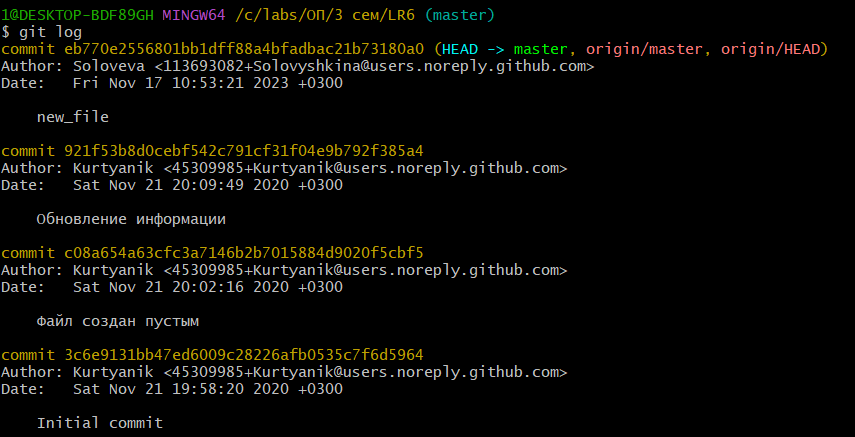 1@DESKTOP-BDF89GH MINGW64 /c/labs/ОП/3 сем/LR6 (master)
$ git log
commit eb770e2556801bb1dff88a4bfadbac21b73180a0 (HEAD -> master, origin/master, origin/HEAD)
Author: Soloveva <113693082+Solovyshkina@users.noreply.github.com>
Date:   Fri Nov 17 10:53:21 2023 +0300
    new_file
commit 921f53b8d0cebf542c791cf31f04e9b792f385a4
Author: Kurtyanik <45309985+Kurtyanik@users.noreply.github.com>
Date:   Sat Nov 21 20:09:49 2020 +0300
    Обновление информации
commit c08a654a63cfc3a7146b2b7015884d9020f5cbf5
Author: Kurtyanik <45309985+Kurtyanik@users.noreply.github.com>
Date:   Sat Nov 21 20:02:16 2020 +0300
    Файл создан пустым
commit 3c6e9131bb47ed6009c28226afb0535c7f6d5964
Author: Kurtyanik <45309985+Kurtyanik@users.noreply.github.com>
Date:   Sat Nov 21 19:58:20 2020 +0300
    Initial commit